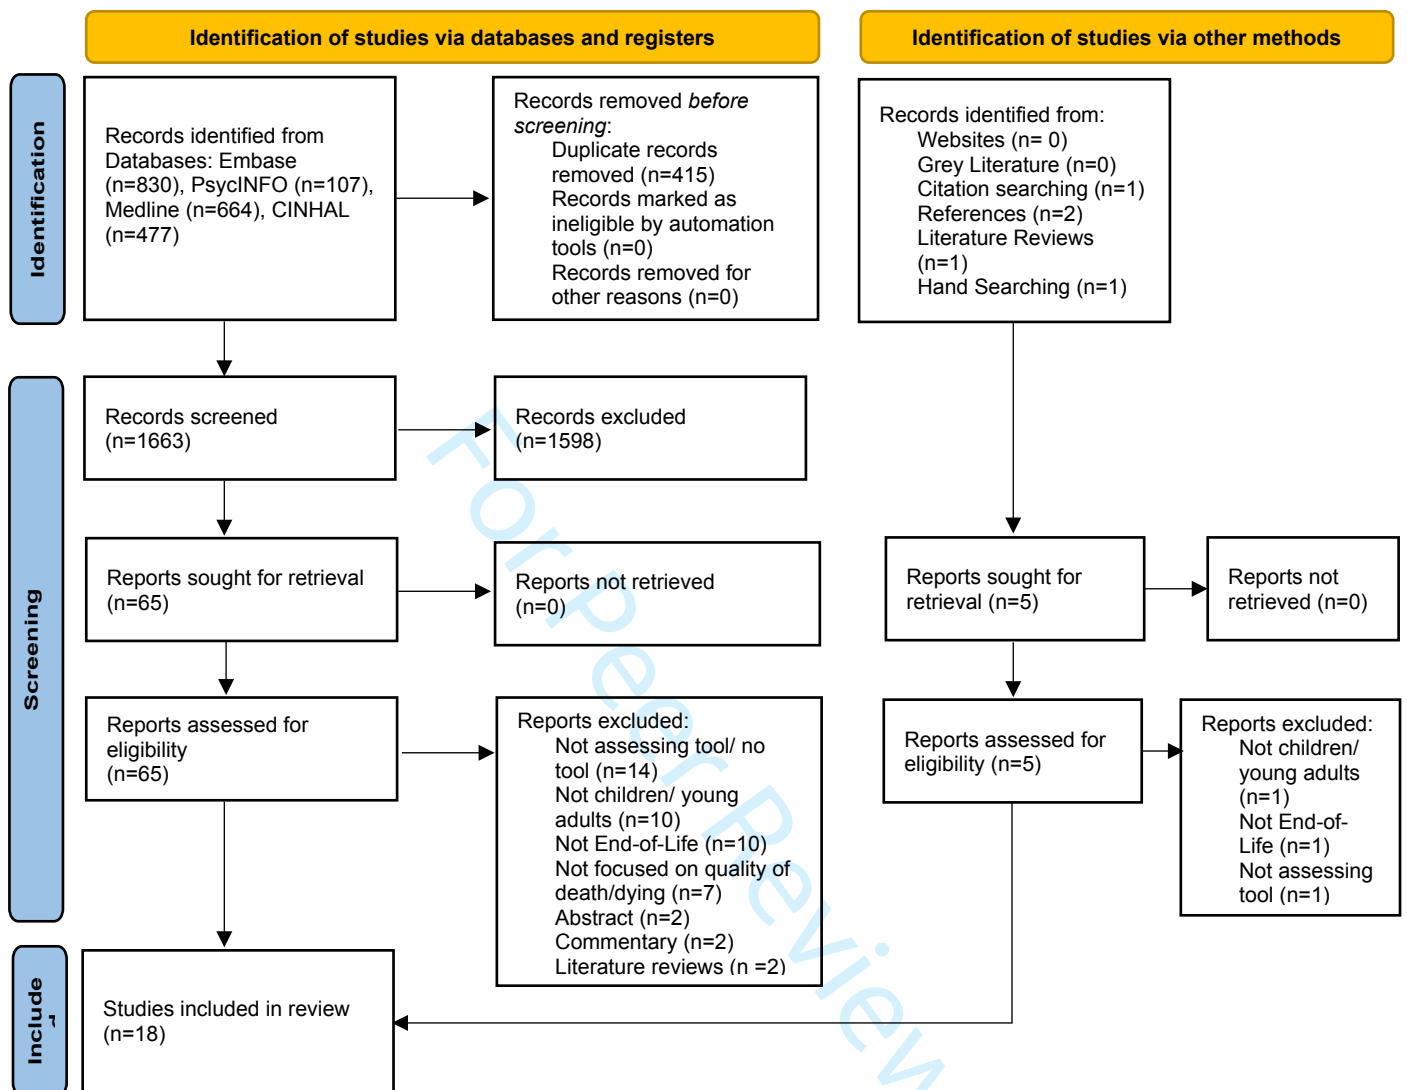 Identification of studies via databases and registers
Identification of studies via other methods
Identification
Records identified from
Databases: Embase
(n=830), PsycINFO (n=107),
Medline (n=664), CINHAL
(n=477)
Records removed before
screening:
Duplicate records
removed (n=415)
Records marked as
ineligible by automation
tools (n=0)
Records removed for
other reasons (n=0)
Records identified from:
Websites (n= 0)
Grey Literature (n=0)
Citation searching (n=1)
References (n=2)
Literature Reviews
(n=1)
Hand Searching (n=1)
Screening
Records screened
(n=1663)
Records excluded
(n=1598)
Reports sought for retrieval
(n=65)
Reports not retrieved
(n=0)
Reports sought for
retrieval (n=5)
Reports not
retrieved (n=0)
Reports assessed for
eligibility
(n=65)
Reports excluded:
Not assessing tool/ no
tool (n=14)
Not children/ young
adults (n=10)
Not End-of-Life (n=10)
Not focused on quality of
death/dying (n=7)
Abstract (n=2)
Commentary (n=2)
Literature reviews (n =2)
Reports assessed for
eligibility (n=5)
Reports excluded:
Not children/
young adults
(n=1)
Not End-of-
Life (n=1)
Not assessing
tool (n=1)
Include
Studies included in review
(n=18)
For Peer Review